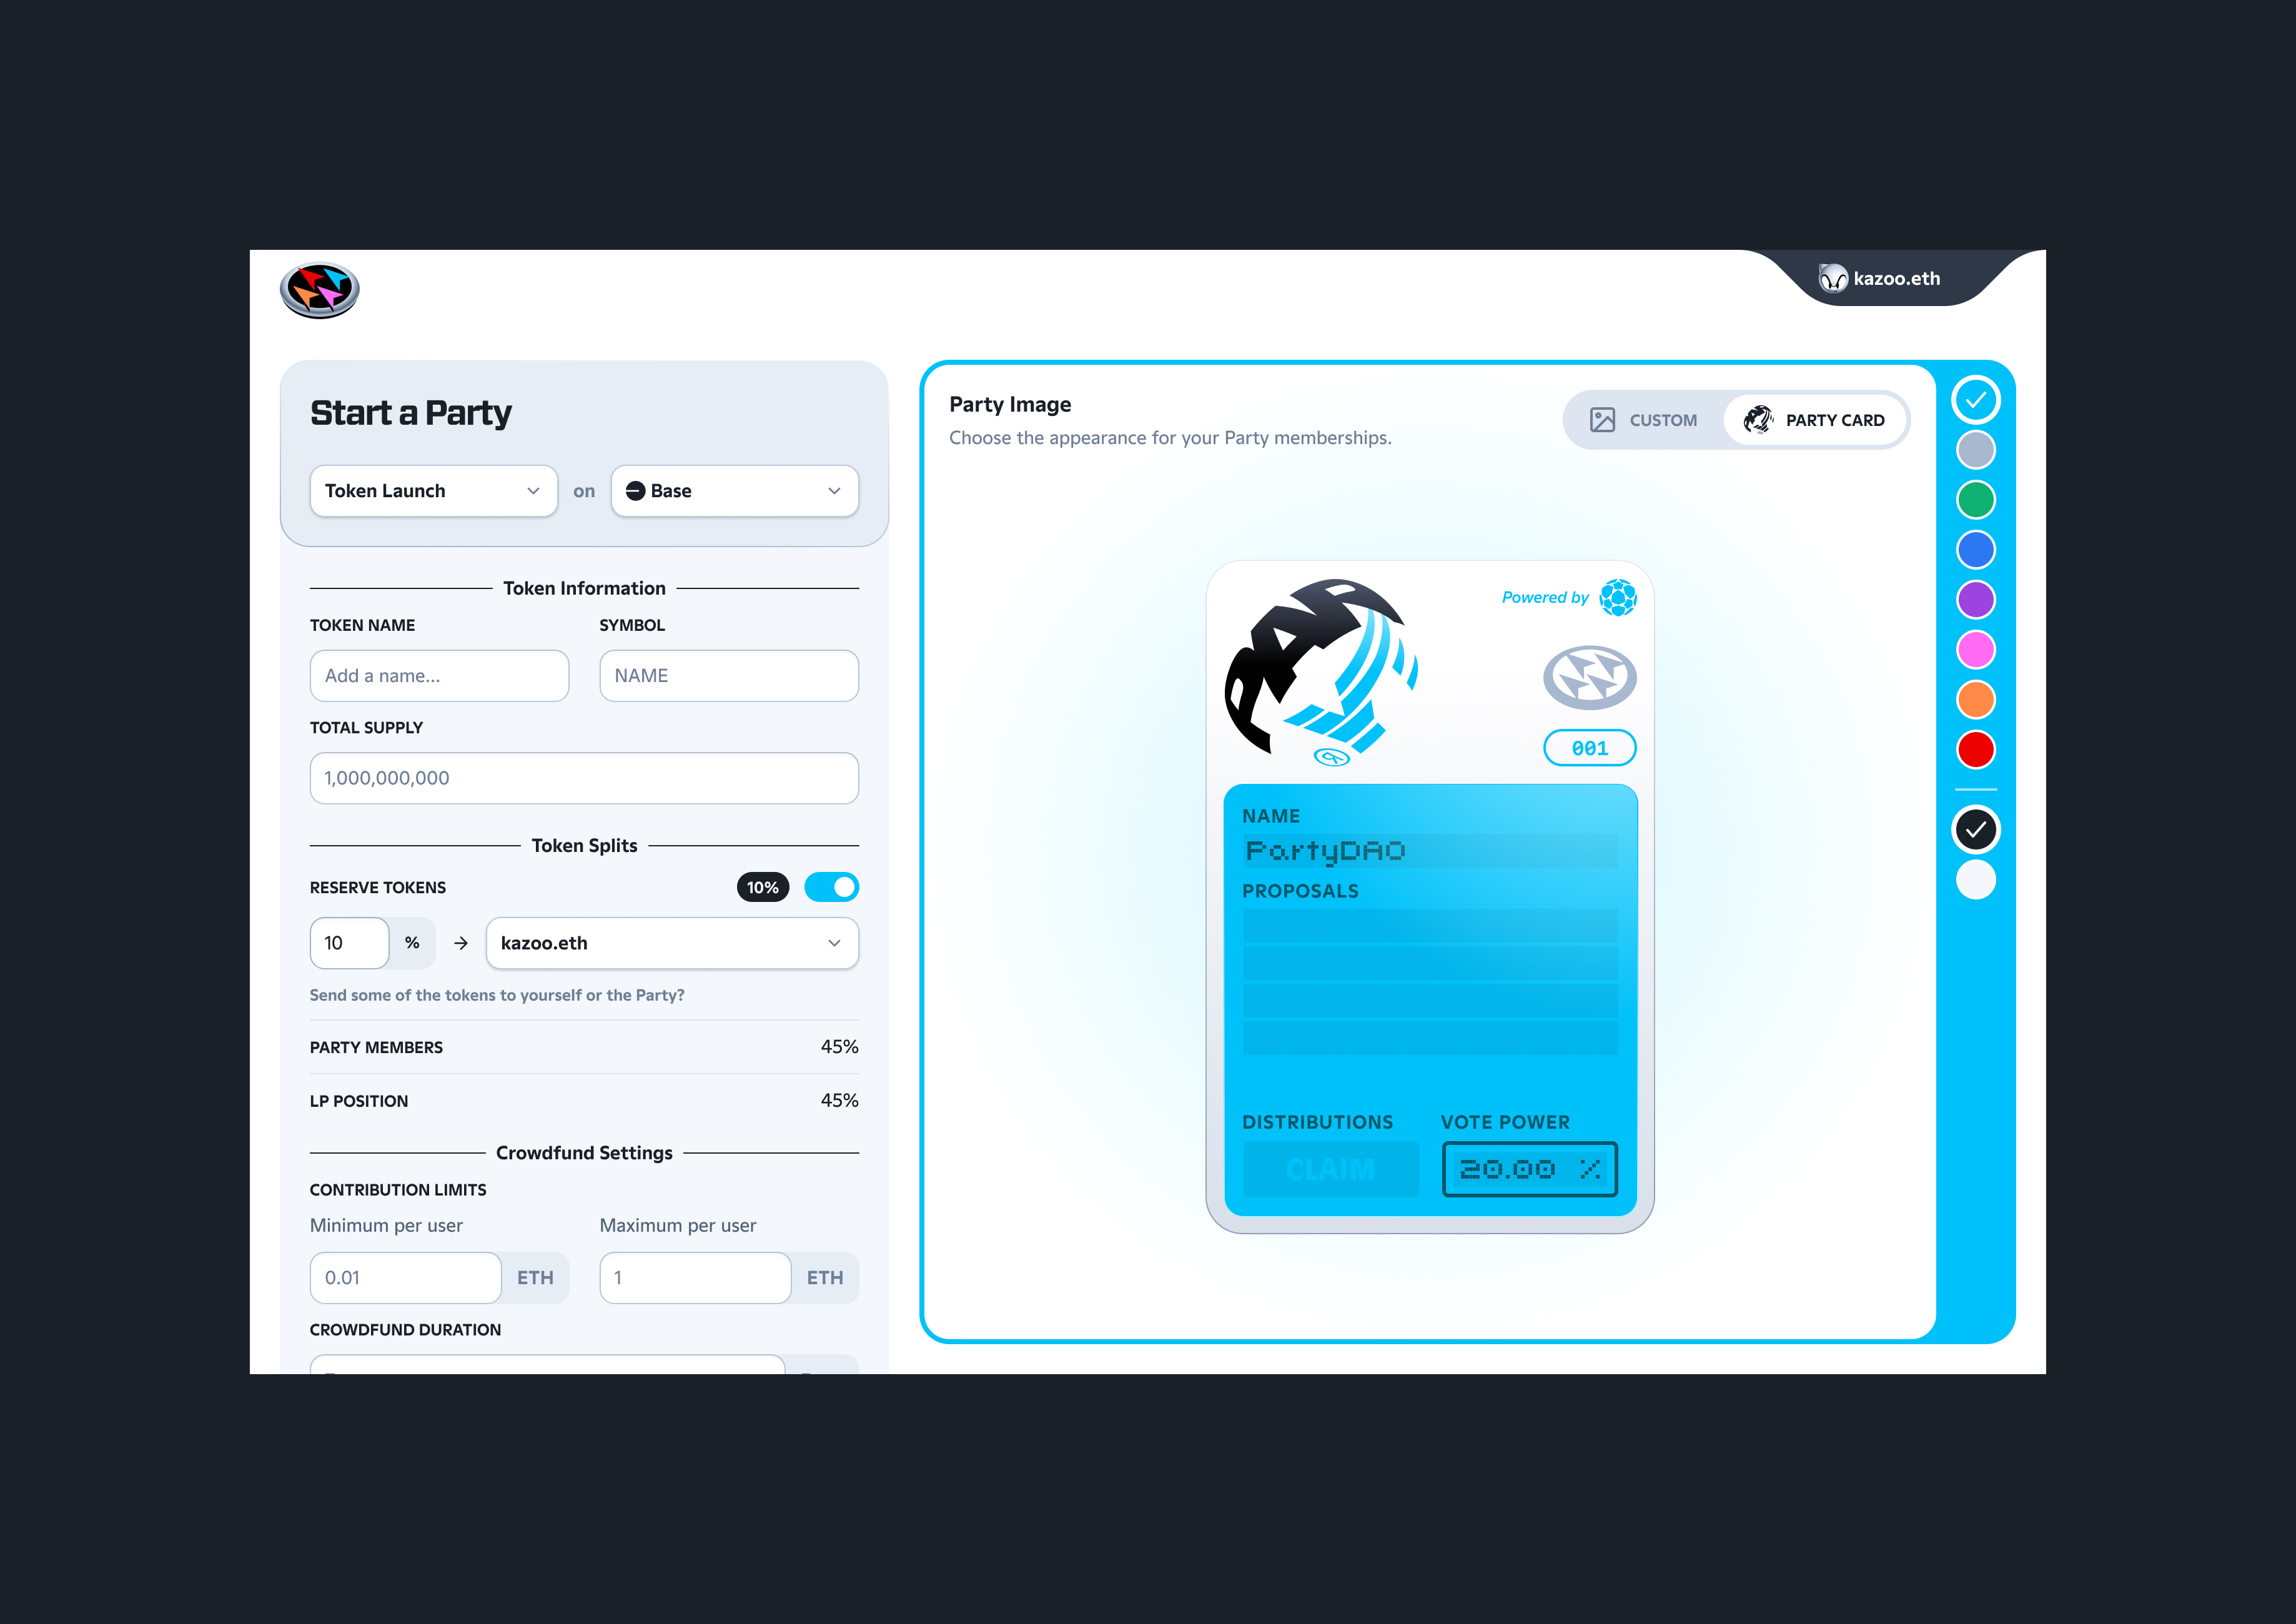 kazoo.eth
Start a Party
Token Launch on Base
Token Information
TOKEN NAME SYMBOL
Add a name... NAME
TOTAL SUPPLY
1,000,000,000
Token Splits
RESERVE TOKENS 10%
10 % → kazoo.eth
Send some of the tokens to yourself or the Party?
PARTY MEMBERS 45%
LP POSITION 45%
Crowdfund Settings
CONTRIBUTION LIMITS
Minimum per user Maximum per user
0.01 ETH 1 ETH
CROWDFUND DURATION
Party Image
Choose the appearance for your Party memberships.
CUSTOM PARTY CARD
PARTY
Powered by
001
NAME
PartyDAO
PROPOSALS
DISTRIBUTIONS VOTE POWER
CLAIM 20.00 %